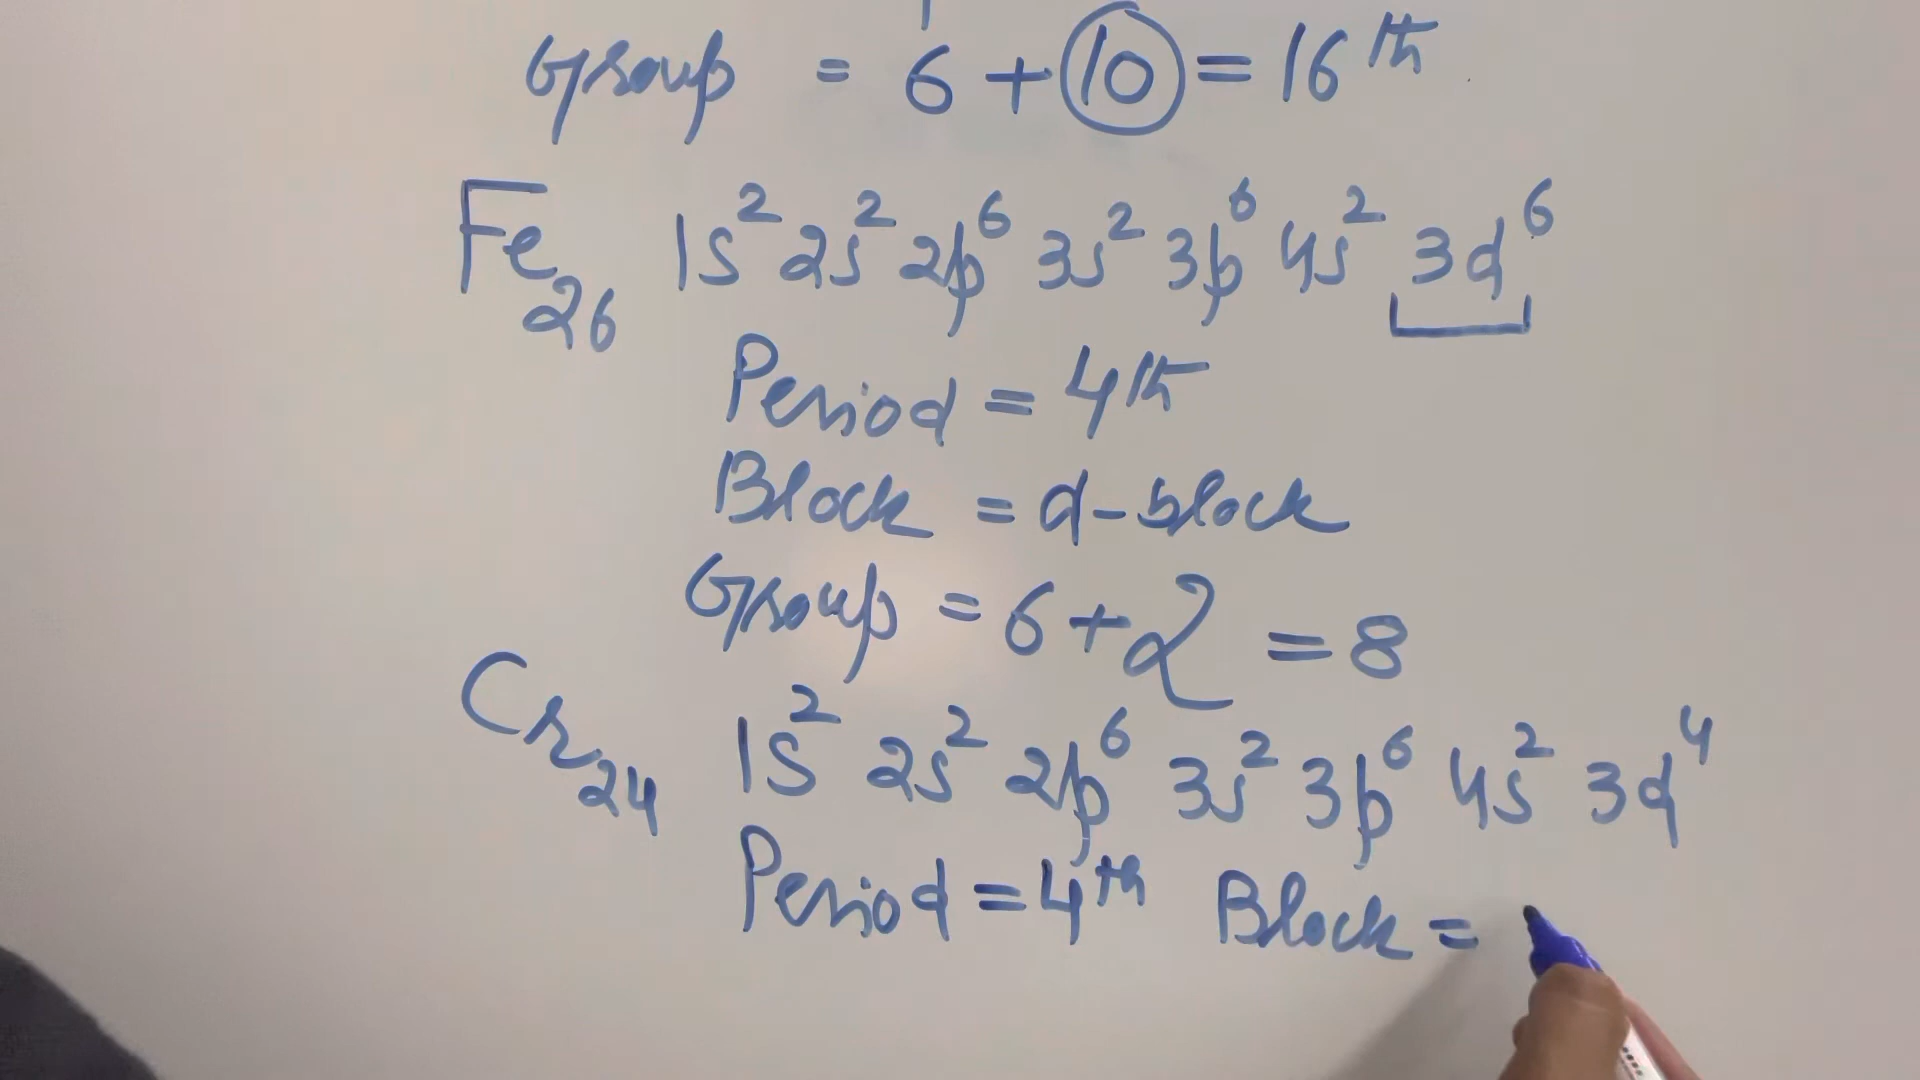 Group = 6 + 10 = 16th
Fe26 1s² 2s² 2p⁶ 3s² 3p⁶ 4s² 3d⁶
Period = 4th
Block = d-block
Group = 6 + 2 = 8
Cr24 1s² 2s² 2p⁶ 3s² 3p⁶ 4s² 3d⁴
Period = 4th Block =